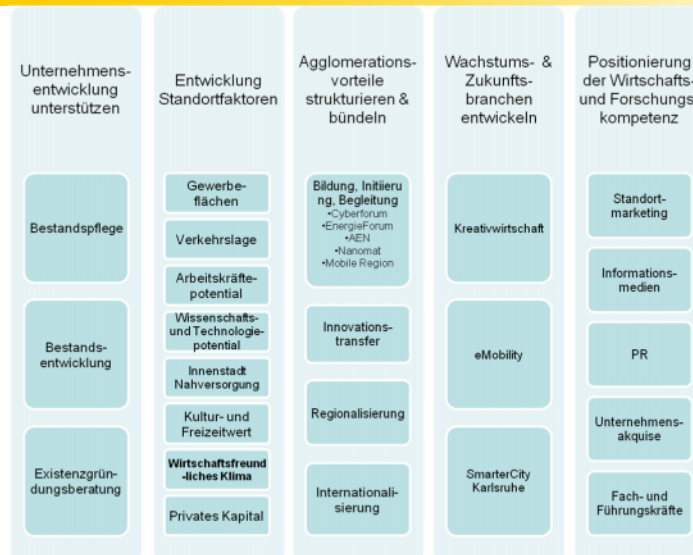 Unternehmens-
entwicklung
unterstützen
Bestandspflege
Bestands-
entwicklung
Existenzgrün-
dungsberatung
Entwicklung
Standortfaktoren
Gewerbe-
flächen
Verkehrslage
Arbeitskräfte-
potential
Wissenschafts-
und Technologie-
potential
Innenstadt
Nahversorgung
Kultur- und
Freizeitwert
Wirtschaftsfreund
-liches Klima
Privates Kapital
Agglomerations-
vorteile
strukturieren &
bündeln
Bildung, Initiieru
ng, Begleitung
•Cyberforum
•EnergieForum
•AEN
•Nanomat
•Mobile Region
Innovations-
transfer
Regionalisierung
Internationali-
sierung
Wachstums- &
Zukunfts-
branchen
entwickeln
Kreativwirtschaft
eMobility
SmarterCity
Karlsruhe
Positionierung
der Wirtschafts-
und Forschungs-
kompetenz
Standort-
marketing
Informations-
medien
PR
Unternehmens-
akquise
Fach- und
Führungskräfte